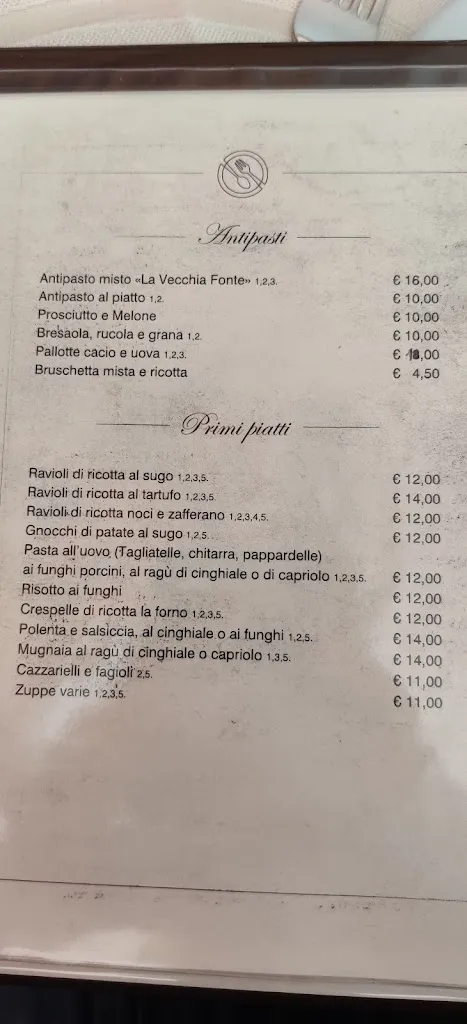 Antipasti
Antipasto misto «La Vecchia Fonte» 1,2,3. € 16,00
Antipasto al piatto 1,2. € 10,00
Prosciutto e Melone € 10,00
Bresaola, rucola e grana 1,2. € 10,00
Pallotte cacio e uova 1,2,3. €
Bruschetta mista e ricotta € 4,50
Primi piatti
Ravioli di ricotta al sugo 1,2,3,5. € 12,00
Ravioli di ricotta al tartufo 1,2,3,5. € 14,00
Ravioli di ricotta noci e zafferano 1,2,3,4,5. € 12,00
Gnocchi di patate al sugo 1,2,5. € 12,00
Pasta all'uovo (Tagliatelle, chitarra, pappardelle)
ai funghi porcini, al ragù di cinghiale o di capriolo 1,2,3,5. € 12,00
Risotto ai funghi € 12,00
Crespelle di ricotta la forno 1,2,3,5. € 12,00
Polenta e salsiccia, al cinghiale o ai funghi 1,2,5. € 14,00
Mugnaia al ragù di cinghiale o capriolo 1,3,5. € 14,00
Cazzarielli e fagioli 2,5. € 11,00
Zuppe varie 1,2,3,5. € 11,00